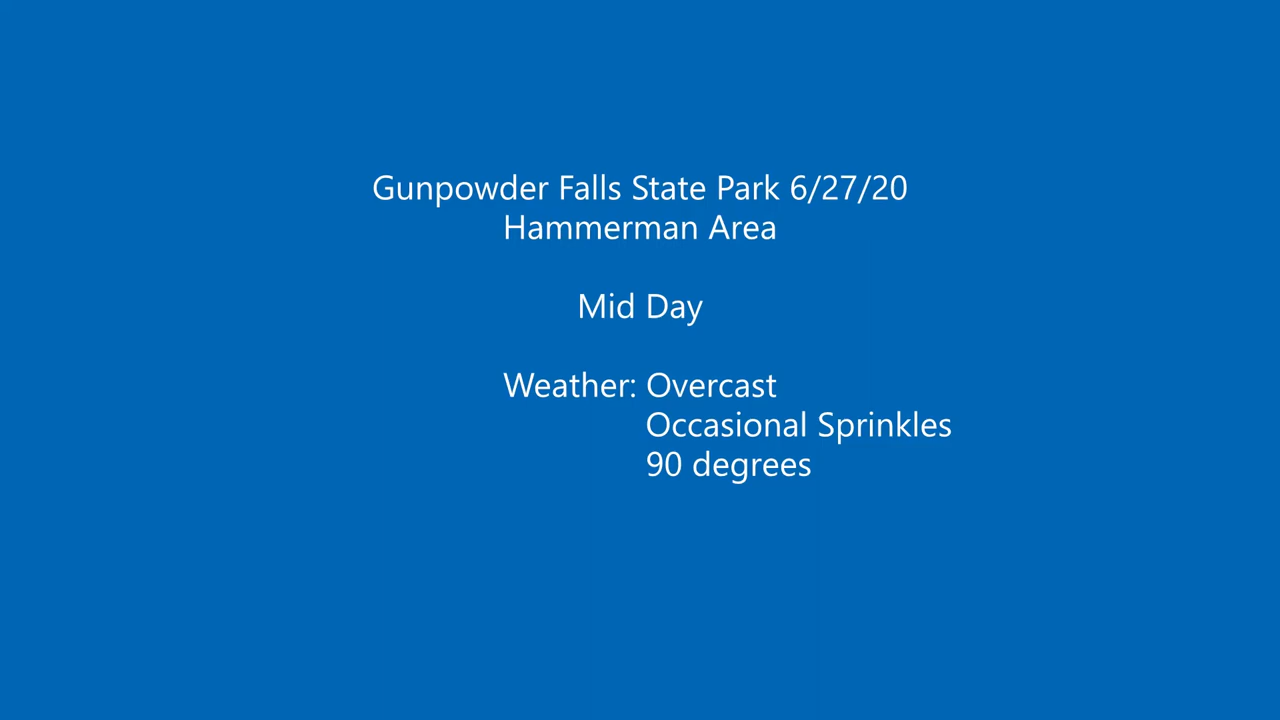 Gunpowder Falls State Park 6/27/20
Hammerman Area
Mid Day
Weather: Overcast
Occasional Sprinkles
90 degrees